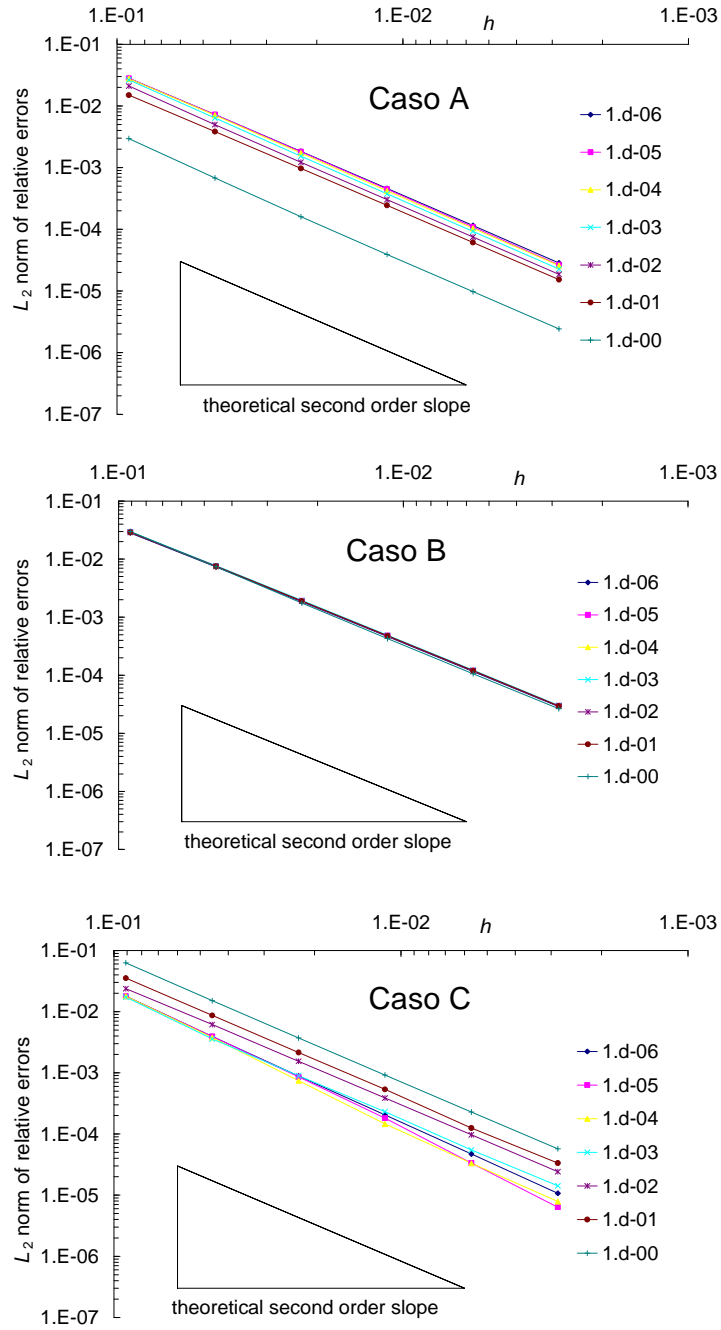 1.E-01 1.E-02 h 1.E-03
1.E-01
1.E-02
1.E-03
1.E-04
1.E-05
1.E-06
1.E-07
L2 norm of relative errors
Caso A
1.d-06
1.d-05
1.d-04
1.d-03
1.d-02
1.d-01
1.d-00
theoretical second order slope
1.E-01 1.E-02 h 1.E-03
1.E-01
1.E-02
1.E-03
1.E-04
1.E-05
1.E-06
1.E-07
L2 norm of relative errors
Caso B
1.d-06
1.d-05
1.d-04
1.d-03
1.d-02
1.d-01
1.d-00
theoretical second order slope
1.E-01 1.E-02 h 1.E-03
1.E-01
1.E-02
1.E-03
1.E-04
1.E-05
1.E-06
1.E-07
L2 norm of relative errors
Caso C
1.d-06
1.d-05
1.d-04
1.d-03
1.d-02
1.d-01
1.d-00
theoretical second order slope